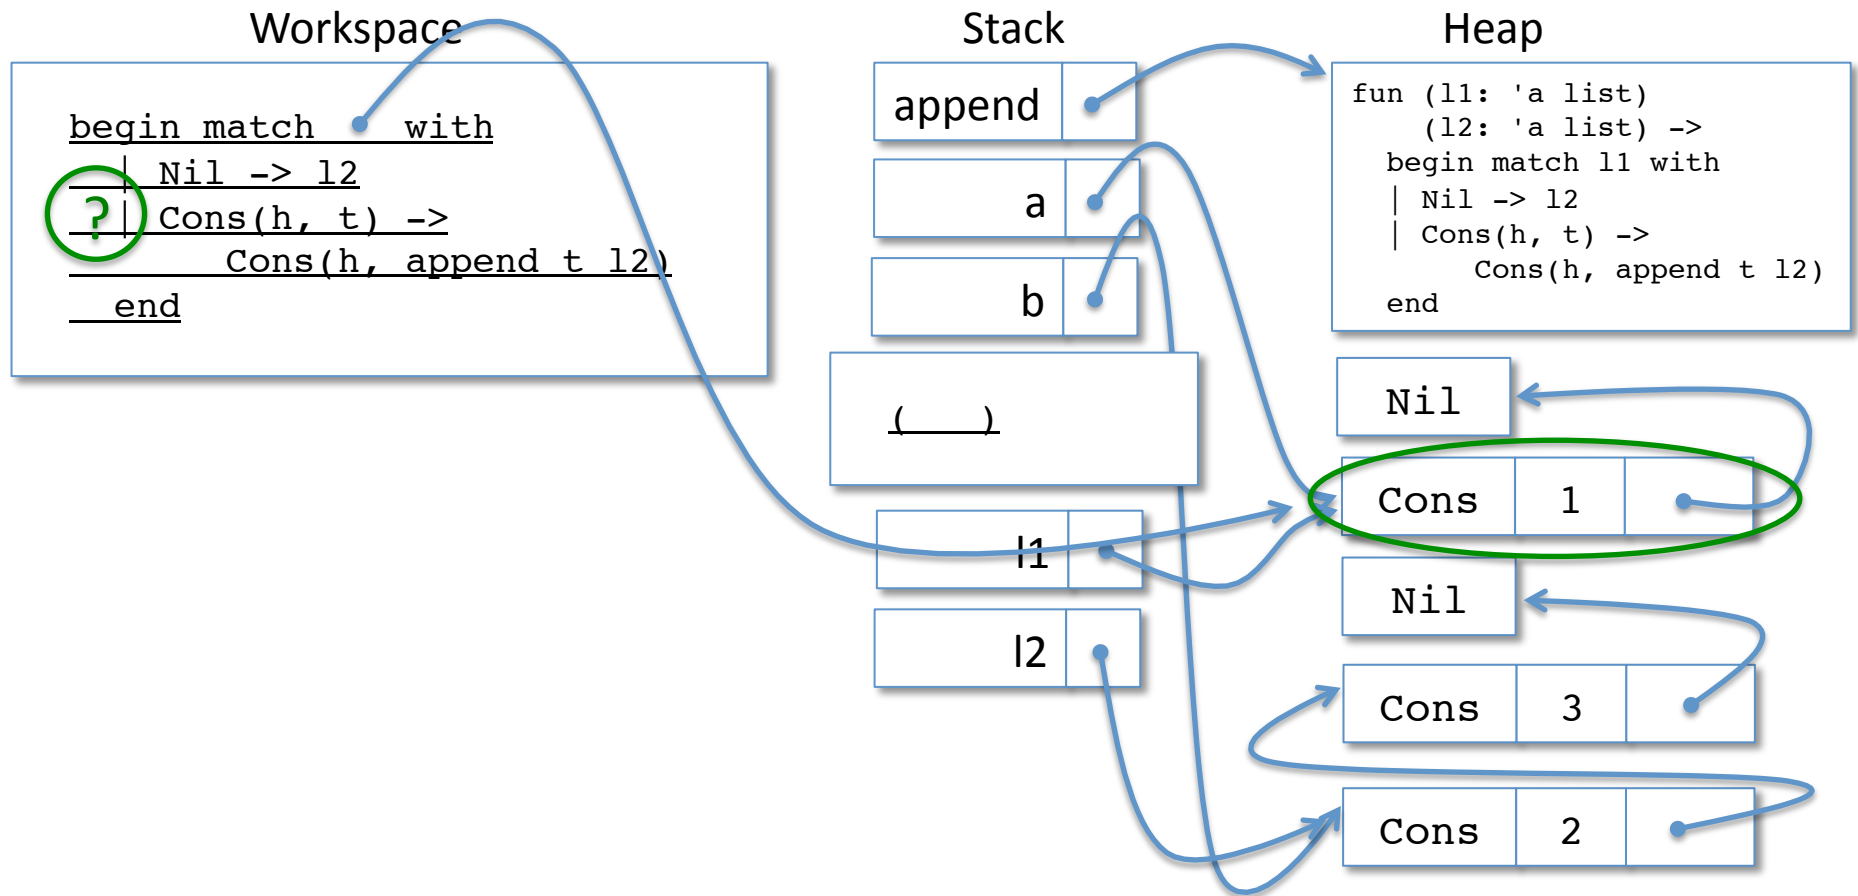 Workspace
begin match with
| Nil -> l2
? | Cons(h, t) ->
Cons(h, append t l2)
end
Stack
append
a
b
( )
l1
l2
Heap
fun (l1: 'a list)
(l2: 'a list) ->
begin match l1 with
| Nil -> l2
| Cons(h, t) ->
Cons(h, append t l2)
end
Nil
Cons 1
Nil
Cons 3
Cons 2